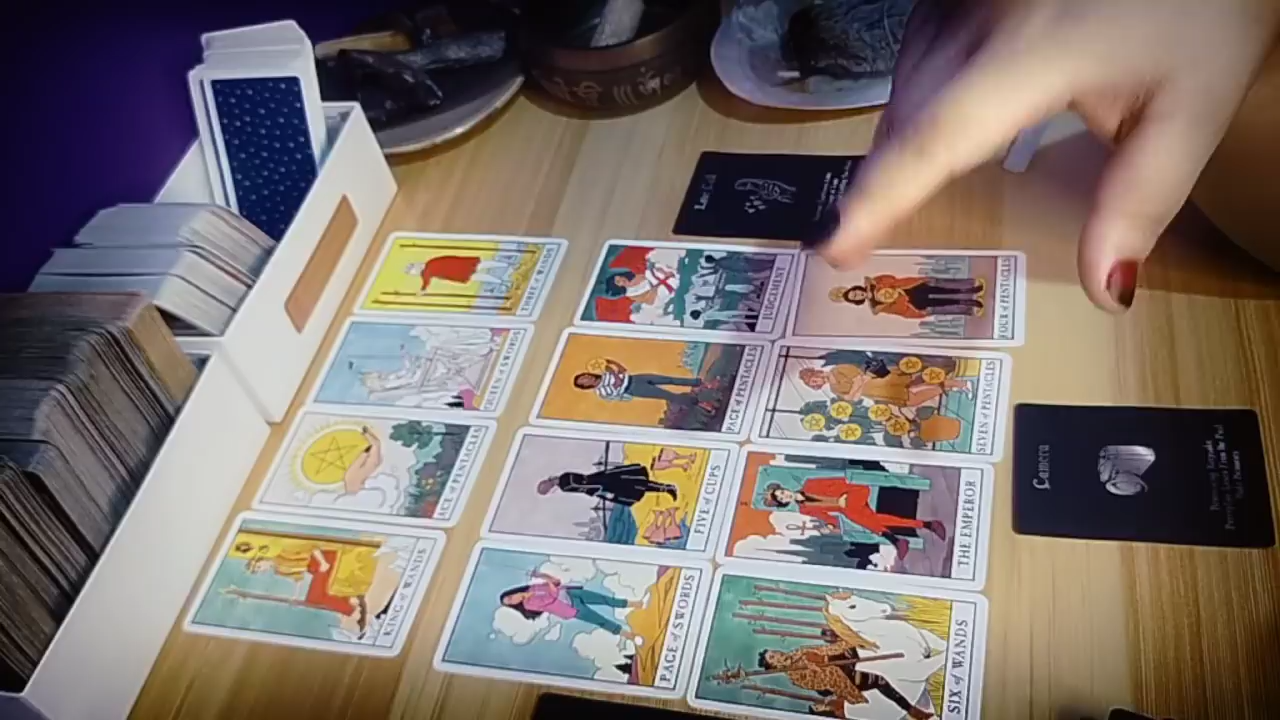 THREE of WANDS
JUDGEMENT
FOUR of PENTACLES
QUEEN of SWORDS
PAGE of PENTACLES
SEVEN of PENTACLES
ACE of PENTACLES
FIVE of CUPS
THE EMPEROR
KING of WANDS
PAGE of SWORDS
SIX of WANDS
Camera